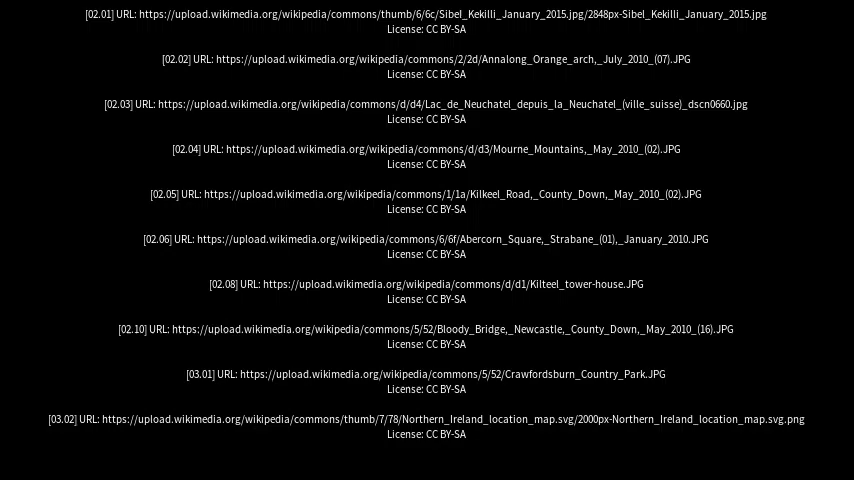 [02.01] URL: https://upload.wikimedia.org/wikipedia/commons/thumb/6/6c/Sibel_Kekilli_January_2015.jpg/2848px-Sibel_Kekilli_January_2015.jpg
License: CC BY-SA
[02.02] URL: https://upload.wikimedia.org/wikipedia/commons/2/2d/Annalong_Orange_arch,_July_2010_(07).JPG
License: CC BY-SA
[02.03] URL: https://upload.wikimedia.org/wikipedia/commons/d/d4/Lac_de_Neuchatel_depuis_la_Neuchatel_(ville_suisse)_dscn0660.jpg
License: CC BY-SA
[02.04] URL: https://upload.wikimedia.org/wikipedia/commons/d/d3/Mourne_Mountains,_May_2010_(02).JPG
License: CC BY-SA
[02.05] URL: https://upload.wikimedia.org/wikipedia/commons/1/1a/Kilkeel_Road,_County_Down,_May_2010_(02).JPG
License: CC BY-SA
[02.06] URL: https://upload.wikimedia.org/wikipedia/commons/6/6f/Abercorn_Square,_Strabane_(01),_January_2010.JPG
License: CC BY-SA
[02.08] URL: https://upload.wikimedia.org/wikipedia/commons/d/d1/Kilteel_tower-house.JPG
License: CC BY-SA
[02.10] URL: https://upload.wikimedia.org/wikipedia/commons/5/52/Bloody_Bridge,_Newcastle,_County_Down,_May_2010_(16).JPG
License: CC BY-SA
[03.01] URL: https://upload.wikimedia.org/wikipedia/commons/5/52/Crawfordsburn_Country_Park.JPG
License: CC BY-SA
[03.02] URL: https://upload.wikimedia.org/wikipedia/commons/thumb/7/78/Northern_Ireland_location_map.svg/2000px-Northern_Ireland_location_map.svg.png
License: CC BY-SA